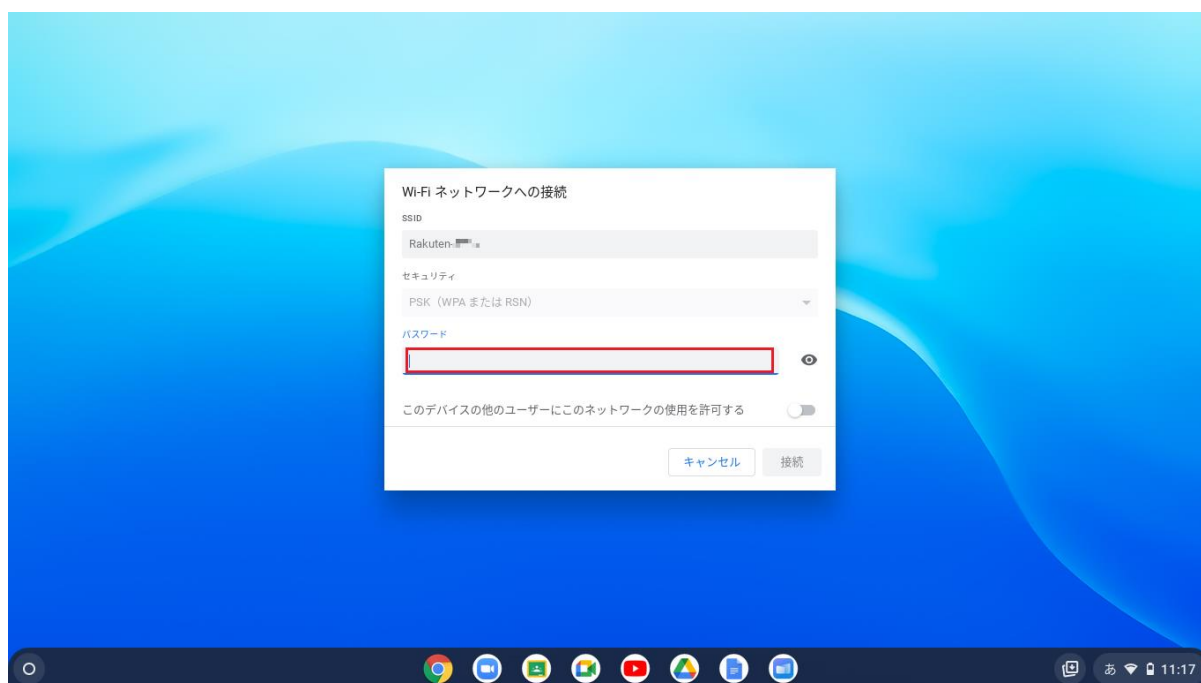 Wi-Fi ネットワークへの接続
SSID
Rakuten-
セキュリティ
PSK（WPA または RSN）
パスワード
このデバイスの他のユーザーにこのネットワークの使用を許可する
キャンセル 接続
あ 11:17